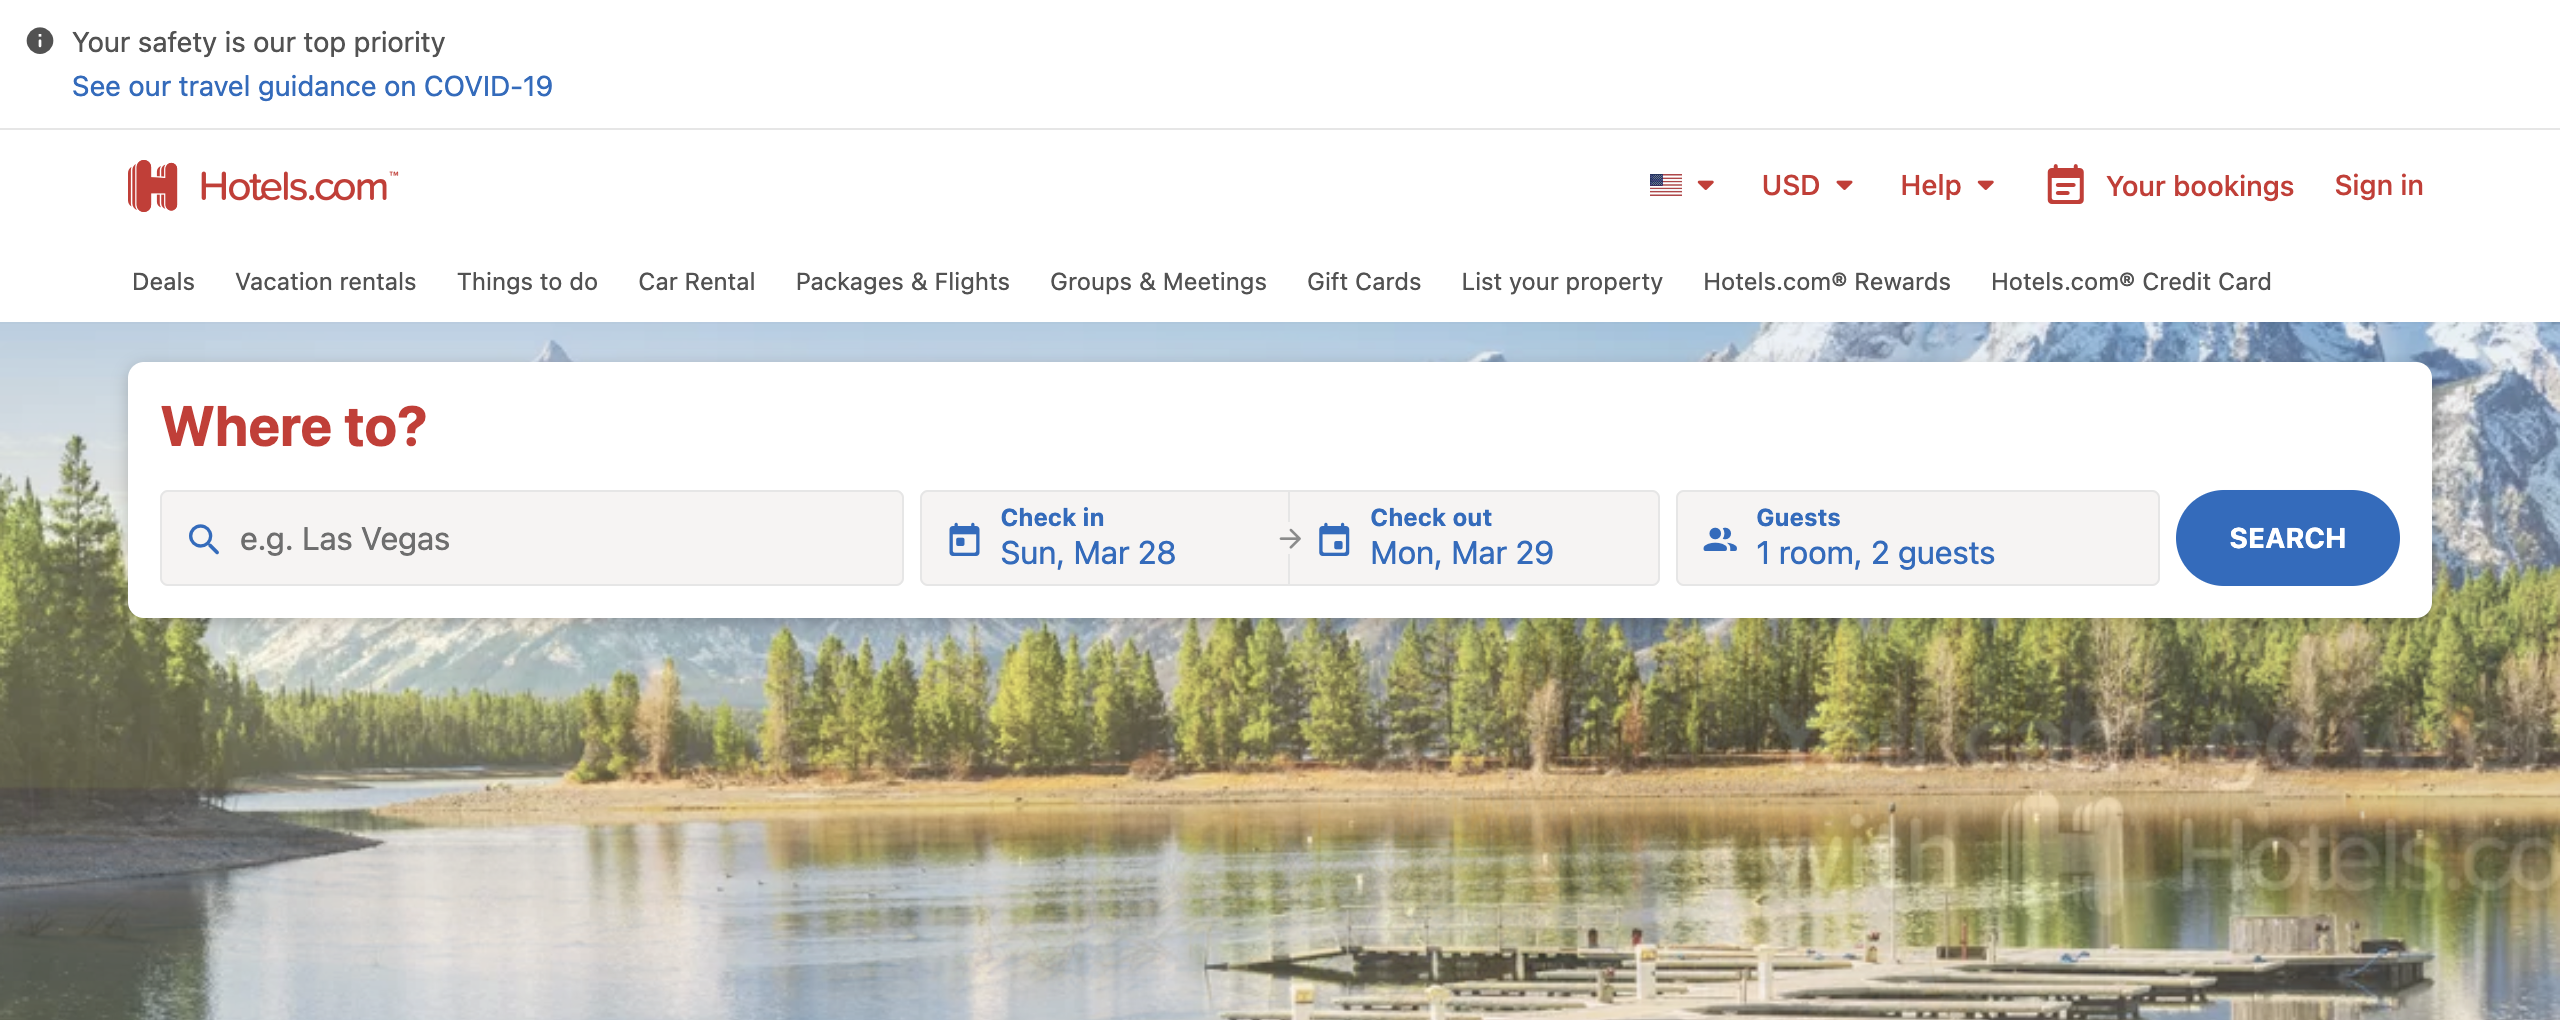 Your safety is our top priority
See our travel guidance on COVID-19
Hotels.com™
USD
Help
Your bookings
Sign in
Deals
Vacation rentals
Things to do
Car Rental
Packages & Flights
Groups & Meetings
Gift Cards
List your property
Hotels.com® Rewards
Hotels.com® Credit Card
Where to?
e.g. Las Vegas
Check in
Sun, Mar 28
Check out
Mon, Mar 29
Guests
1 room, 2 guests
SEARCH
with Hotels.co